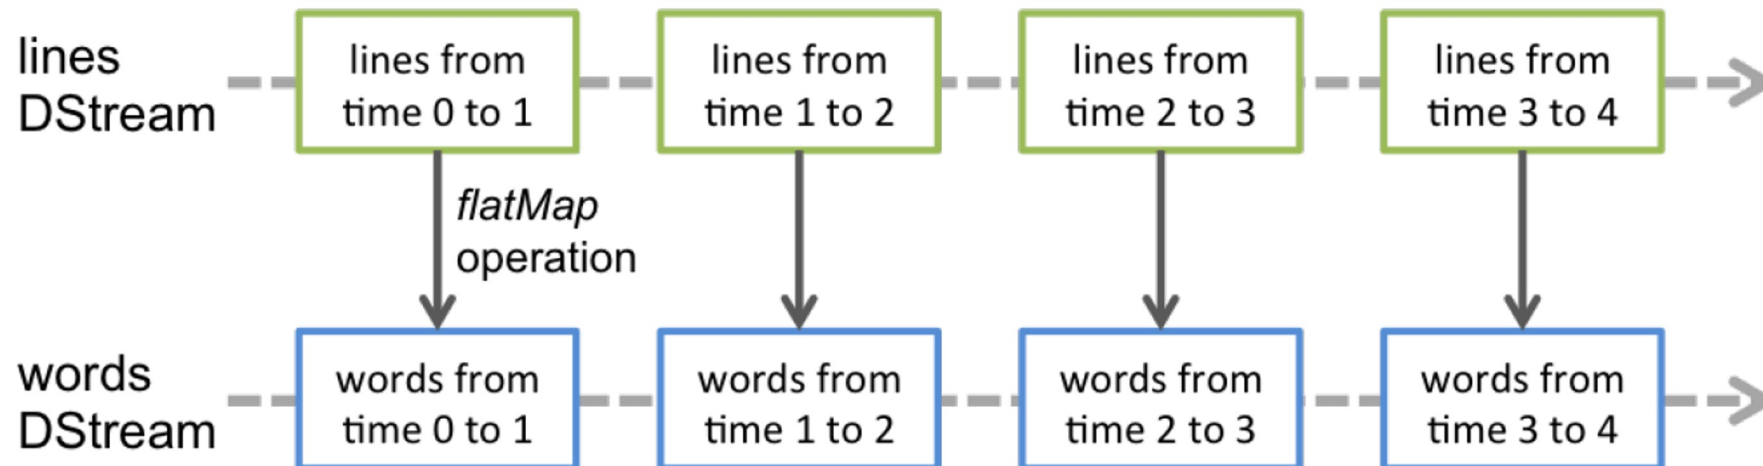 lines
DStream
lines from
time 0 to 1
lines from
time 1 to 2
lines from
time 2 to 3
lines from
time 3 to 4
flatMap
operation
words
DStream
words from
time 0 to 1
words from
time 1 to 2
words from
time 2 to 3
words from
time 3 to 4